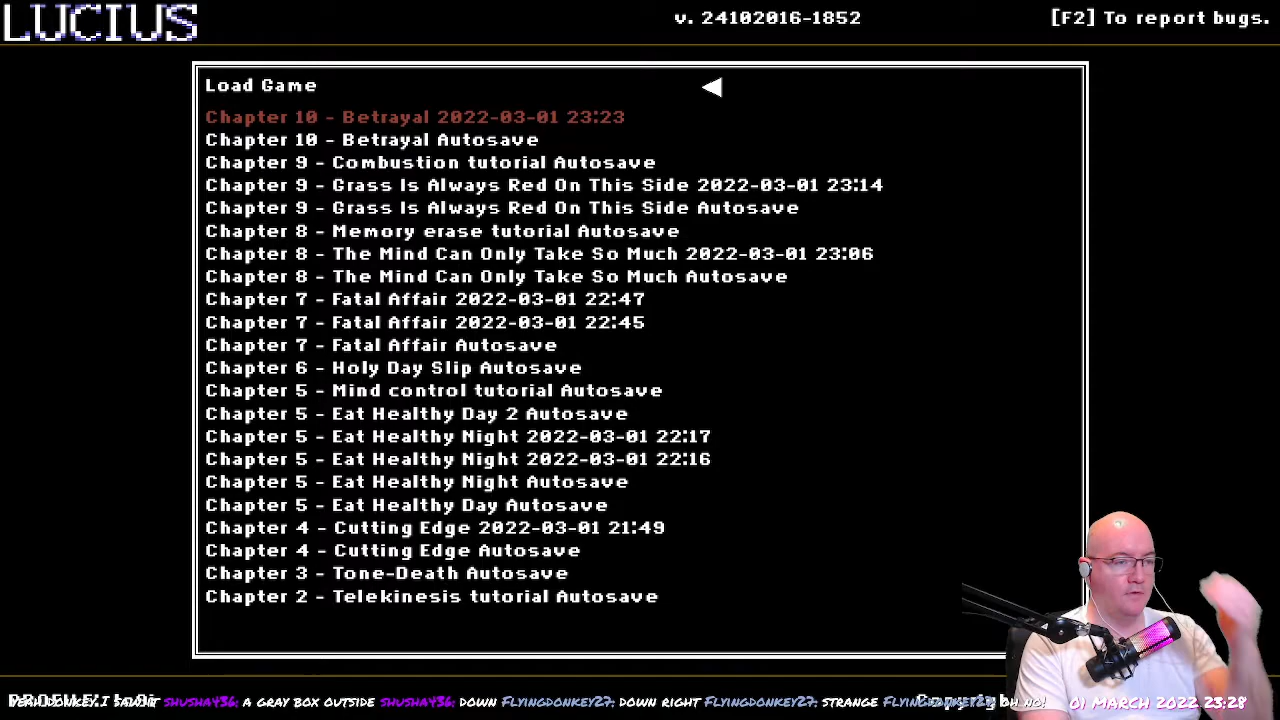 LUCIUS
v. 24102016-1852
[F2] To report bugs.
Load Game
Chapter 10 - Betrayal 2022-03-01 23:23
Chapter 10 - Betrayal Autosave
Chapter 9 - Combustion tutorial Autosave
Chapter 9 - Grass Is Always Red On This Side 2022-03-01 23:14
Chapter 9 - Grass Is Always Red On This Side Autosave
Chapter 8 - Memory erase tutorial Autosave
Chapter 8 - The Mind Can Only Take So Much 2022-03-01 23:06
Chapter 8 - The Mind Can Only Take So Much Autosave
Chapter 7 - Fatal Affair 2022-03-01 22:47
Chapter 7 - Fatal Affair 2022-03-01 22:45
Chapter 7 - Fatal Affair Autosave
Chapter 6 - Holy Day Slip Autosave
Chapter 5 - Mind control tutorial Autosave
Chapter 5 - Eat Healthy Day 2 Autosave
Chapter 5 - Eat Healthy Night 2022-03-01 22:17
Chapter 5 - Eat Healthy Night 2022-03-01 22:16
Chapter 5 - Eat Healthy Night Autosave
Chapter 5 - Eat Healthy Day Autosave
Chapter 4 - Cutting Edge 2022-03-01 21:49
Chapter 4 - Cutting Edge Autosave
Chapter 3 - Tone-Death Autosave
Chapter 2 - Telekinesis tutorial Autosave
SHUSHA436: A GRAY BOX OUTSIDE SHUSHA436: DOWN FLYINGDONKEY27: DOWN RIGHT FLYINGDONKEY27: STRANGE FLYINGDONKEY27: OH NO! 01 MARCH 2022 23:28